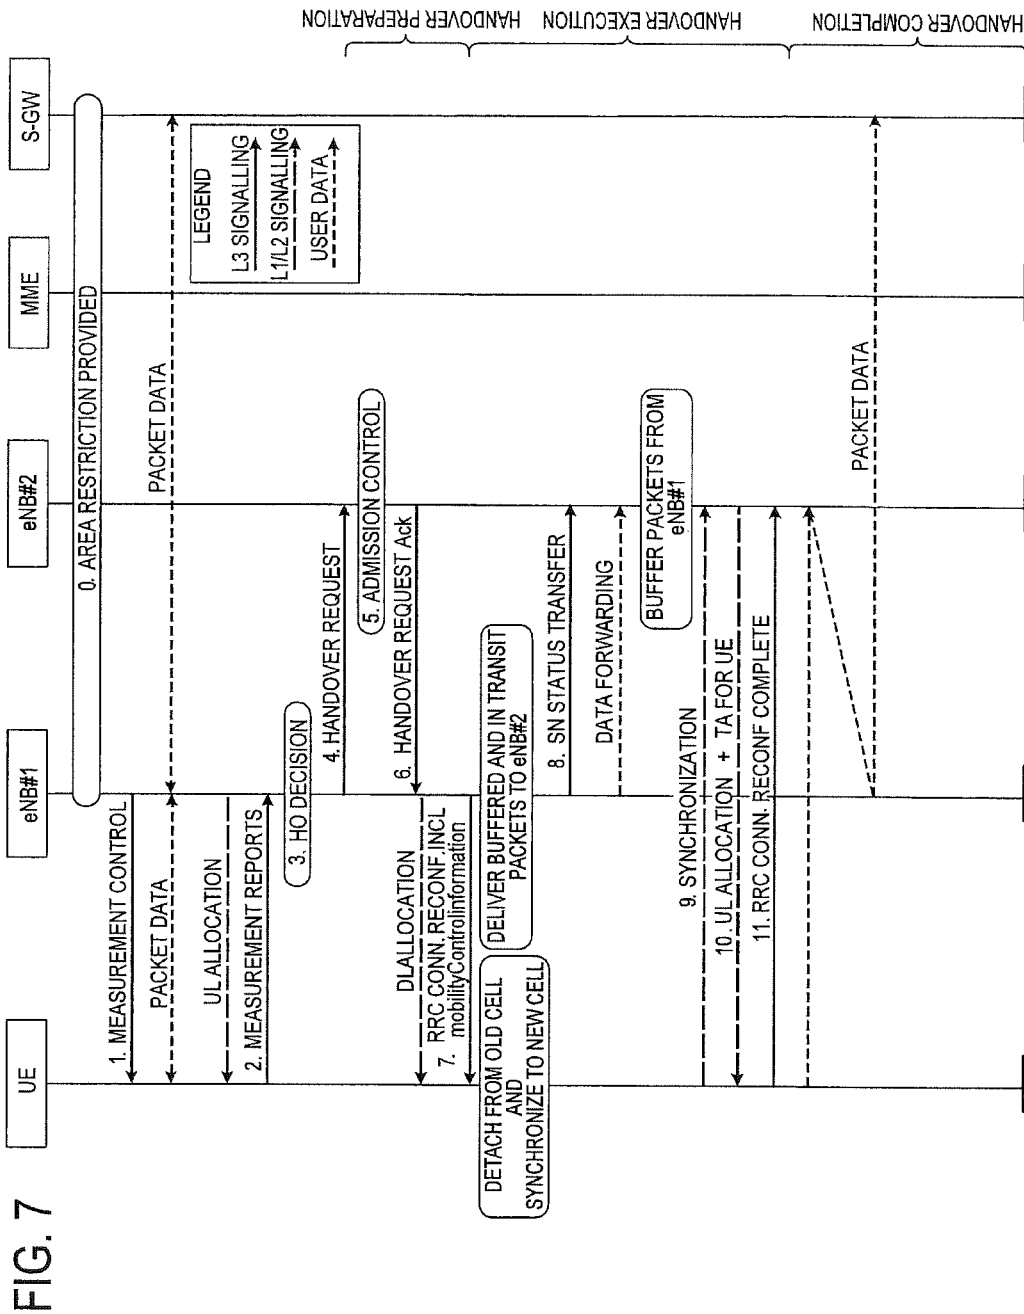 FIG. 7
UE
eNB#1
eNB#2
MME
S-GW
0. AREA RESTRICTION PROVIDED
1. MEASUREMENT CONTROL
PACKET DATA
PACKET DATA
UL ALLOCATION
2. MEASUREMENT REPORTS
LEGEND
L3 SIGNALLING
L1/L2 SIGNALLING
USER DATA
3. HO DECISION
4. HANDOVER REQUEST
5. ADMISSION CONTROL
6. HANDOVER REQUEST Ack
DLALLOCATION
7. RRC CONN. RECONF.INCL
mobilityControlinformation
HANDOVER PREPARATION
DETACH FROM OLD CELL
AND
SYNCHRONIZE TO NEW CELL
DELIVER BUFFERED AND IN TRANSIT
PACKETS TO eNB#2
8. SN STATUS TRANSFER
DATA FORWARDING
BUFFER PACKETS FROM
eNB#1
9. SYNCHRONIZATION
10. UL ALLOCATION + TA FOR UE
11. RRC CONN. RECONF COMPLETE
HANDOVER EXECUTION
PACKET DATA
HANDOVER COMPLETION